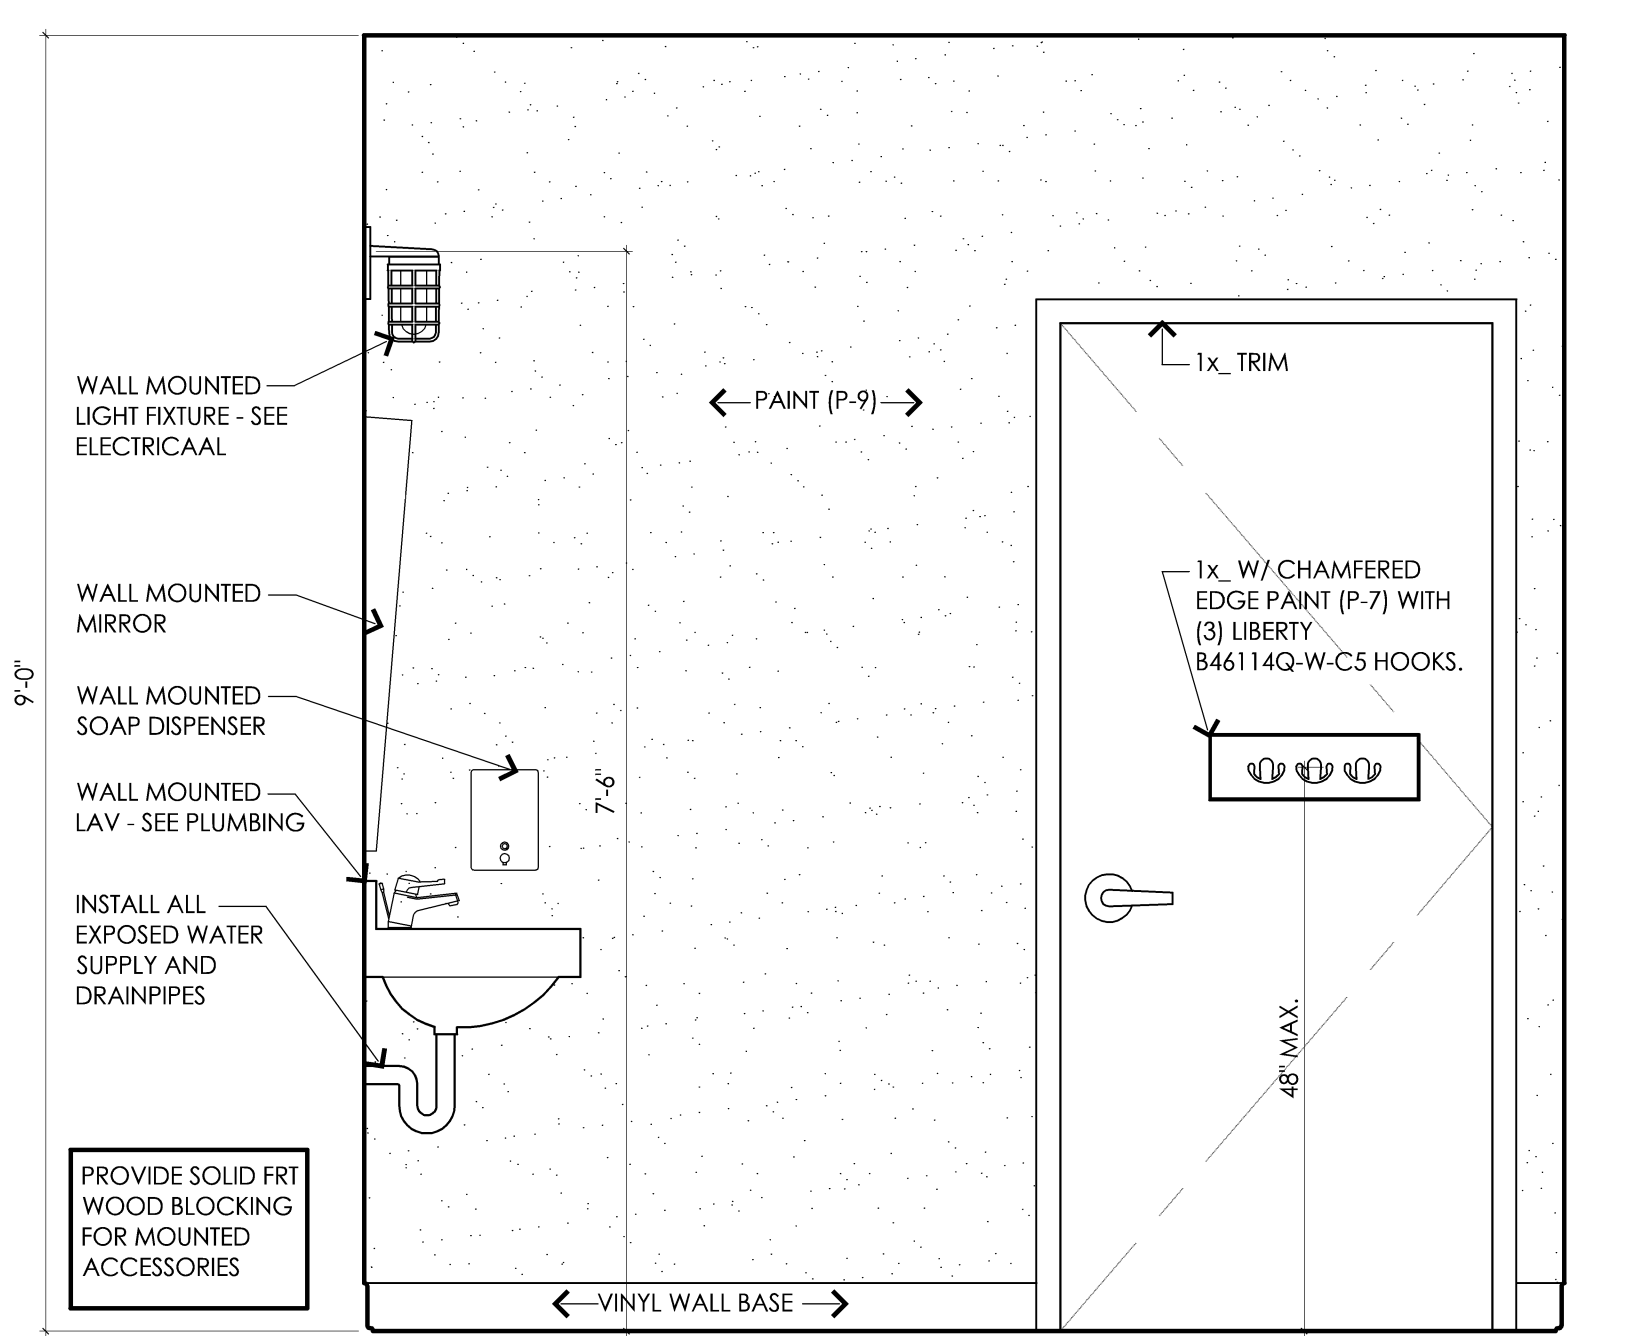 WALL MOUNTED
LIGHT FIXTURE - SEE
ELECTRICAAL
WALL MOUNTED
MIRROR
9'-0"
WALL MOUNTED
SOAP DISPENSER
WALL MOUNTED
LAV - SEE PLUMBING
INSTALL ALL
EXPOSED WATER
SUPPLY AND
DRAINPIPES
PROVIDE SOLID FRT
WOOD BLOCKING
FOR MOUNTED
ACCESSORIES
7'-6"
PAINT (P-9)
VINYL WALL BASE
1x_ TRIM
1x_ W/ CHAMFERED
EDGE PAINT (P-7) WITH
(3) LIBERTY
B46114Q-W-C5 HOOKS.
48" MAX.